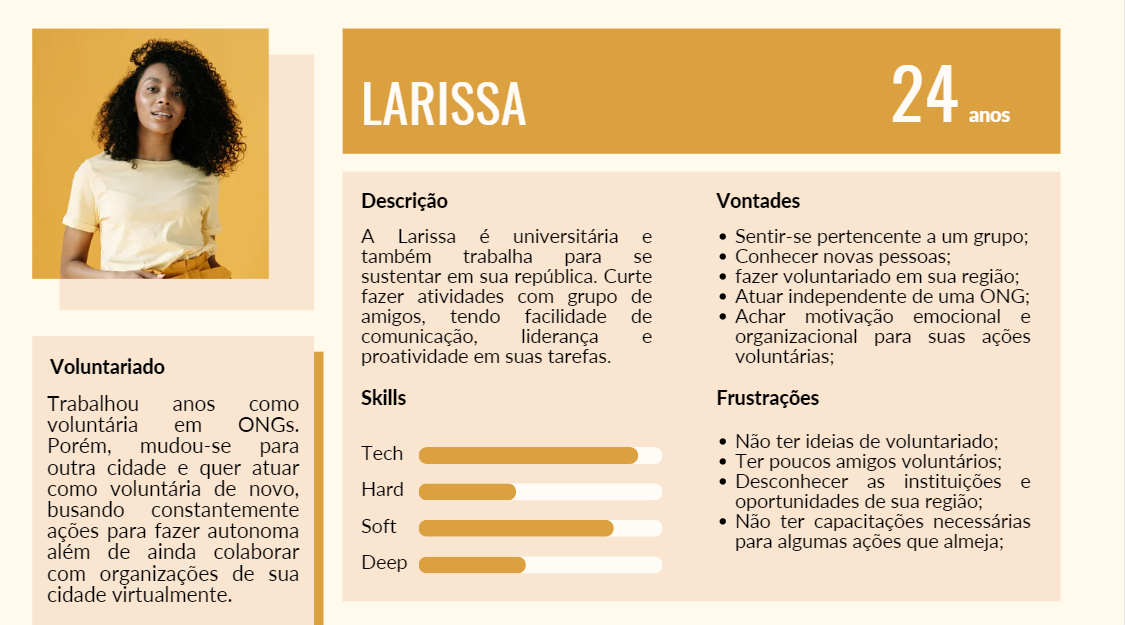 LARISSA
24 anos
Descrição
A Larissa é universitária e
também trabalha para se
sustentar em sua república. Curte
fazer atividades com grupo de
amigos, tendo facilidade de
comunicação, liderança e
proatividade em suas tarefas.
Vontades
• Sentir-se pertencente a um grupo;
• Conhecer novas pessoas;
• fazer voluntariado em sua região;
• Atuar independente de uma ONG;
• Achar motivação emocional e
organizacional para suas ações
voluntárias;
Skills
Tech
Hard
Soft
Deep
Frustrações
• Não ter ideias de voluntariado;
• Ter poucos amigos voluntários;
• Desconhecer as instituições e
oportunidades de sua região;
• Não ter capacitações necessárias
para algumas ações que almeja;
Voluntariado
Trabalhou anos como
voluntária em ONGs.
Porém, mudou-se para
outra cidade e quer atuar
como voluntária de novo,
busando constantemente
ações para fazer autonoma
além de ainda colaborar
com organizações de sua
cidade virtualmente.